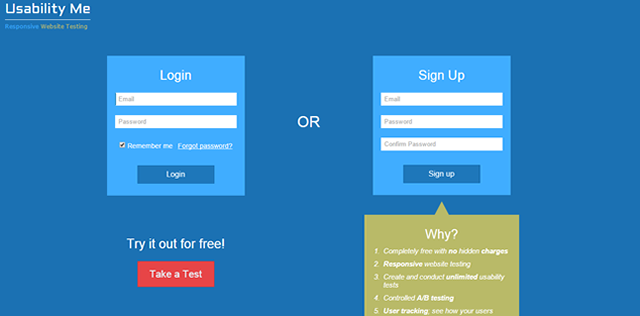 Usability Me
Responsive Website Testing
Login
Email
Password
Remember me Forgot password?
Login
OR
Sign Up
Email
Password
Confirm Password
Sign up
Try it out for free!
Take a Test
Why?
1. Completely free with no hidden charges
2. Responsive website testing
3. Create and conduct unlimited usability
tests
4. Controlled A/B testing
5. User tracking, see how your users